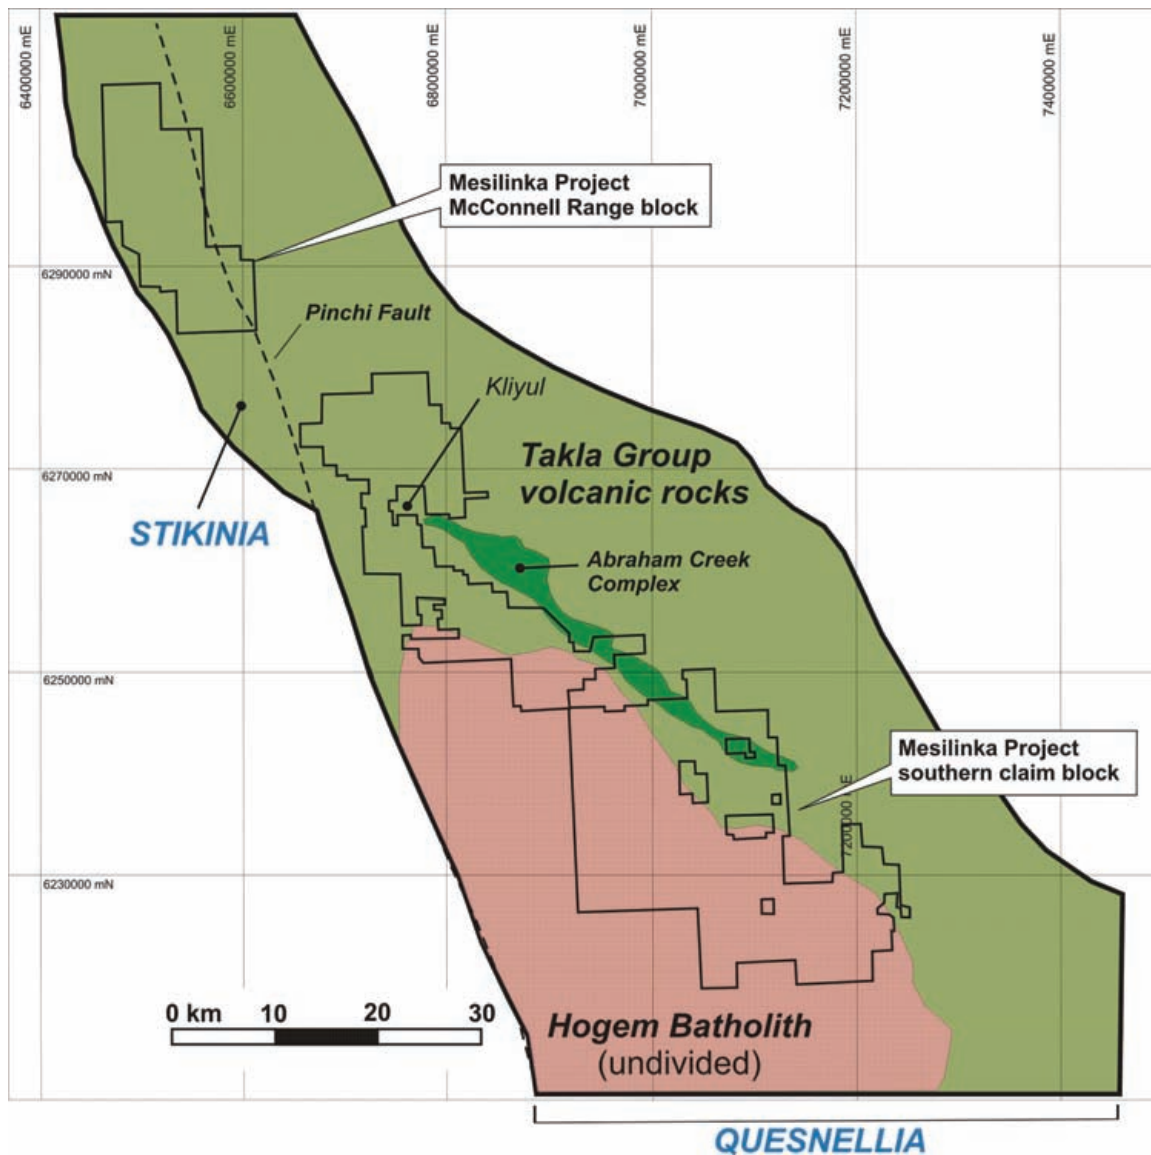 6400000 mE
6600000 mE
6800000 mE
7000000 mE
7200000 mE
7400000 mE
Mesilinka Project
McConnell Range block
6290000 mN
Pinchi Fault
Kliyul
Takla Group
volcanic rocks
6270000 mN
STIKINIA
Abraham Creek
Complex
6250000 mN
Mesilinka Project
southern claim block
7200000 mE
6230000 mN
0 km 10 20 30
Hogem Batholith
(undivided)
QUESNELLIA